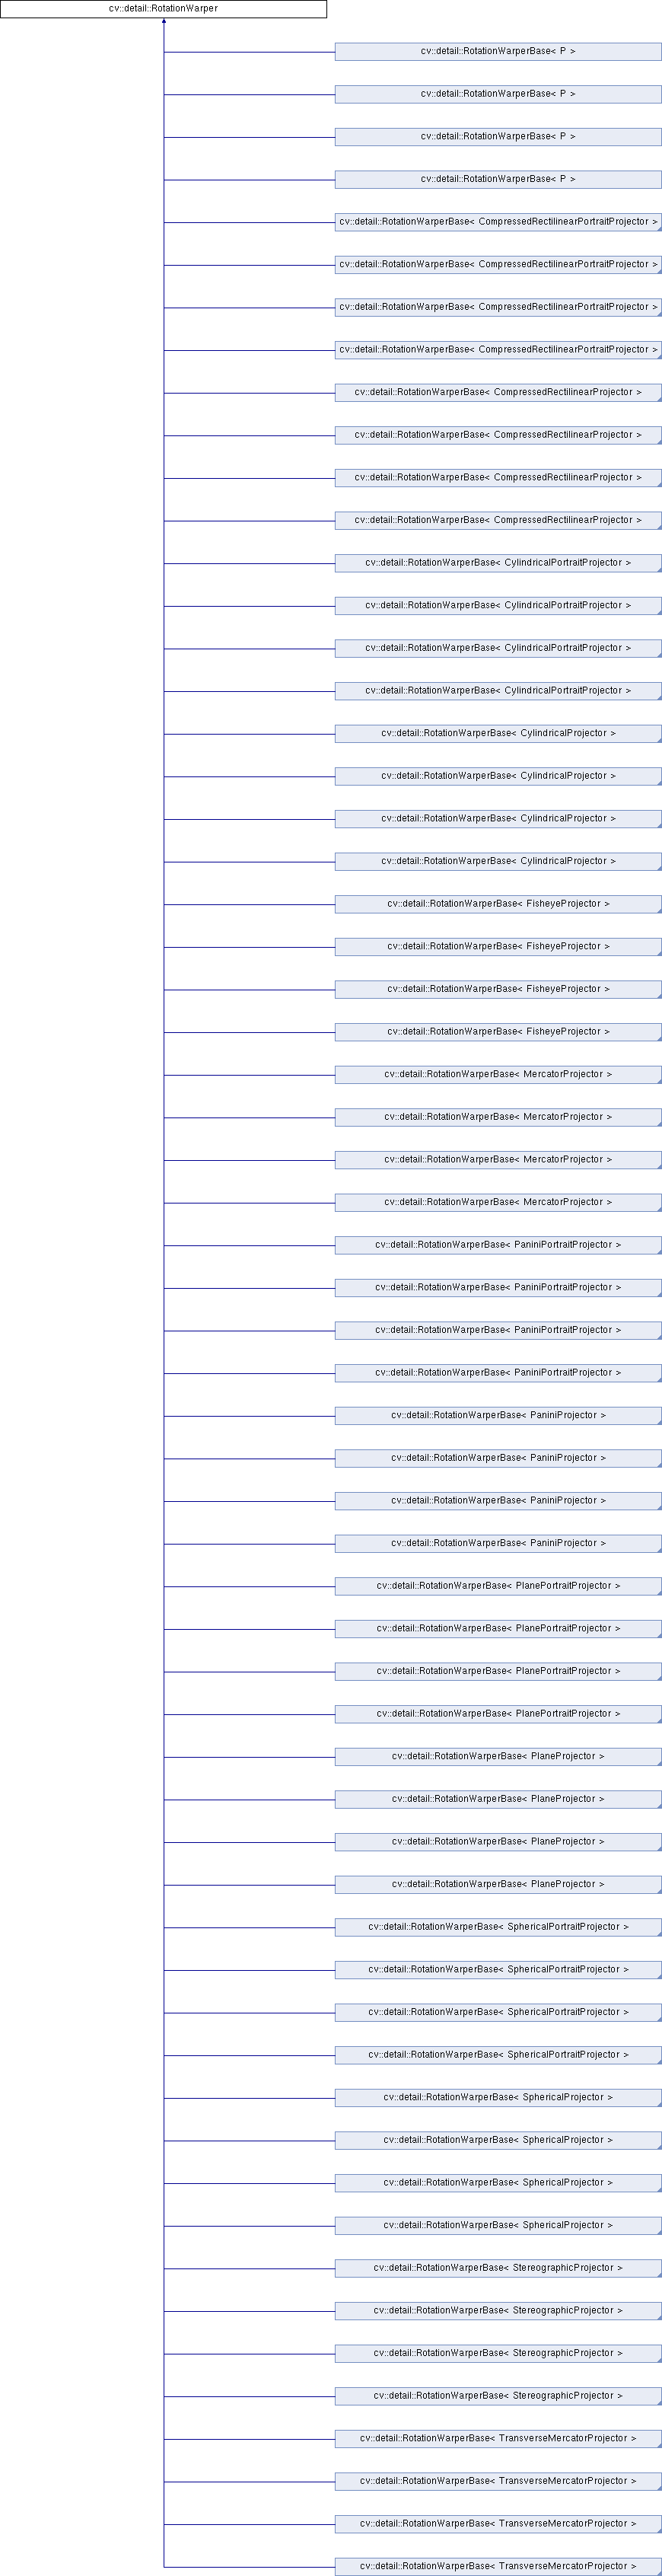 cv::detail::RotationWarper
cv::detail::RotationWarperBase< P >
cv::detail::RotationWarperBase< P >
cv::detail::RotationWarperBase< P >
cv::detail::RotationWarperBase< P >
cv::detail::RotationWarperBase< CompressedRectilinearPortraitProjector >
cv::detail::RotationWarperBase< CompressedRectilinearPortraitProjector >
cv::detail::RotationWarperBase< CompressedRectilinearPortraitProjector >
cv::detail::RotationWarperBase< CompressedRectilinearPortraitProjector >
cv::detail::RotationWarperBase< CompressedRectilinearProjector >
cv::detail::RotationWarperBase< CompressedRectilinearProjector >
cv::detail::RotationWarperBase< CompressedRectilinearProjector >
cv::detail::RotationWarperBase< CompressedRectilinearProjector >
cv::detail::RotationWarperBase< CylindricalPortraitProjector >
cv::detail::RotationWarperBase< CylindricalPortraitProjector >
cv::detail::RotationWarperBase< CylindricalPortraitProjector >
cv::detail::RotationWarperBase< CylindricalPortraitProjector >
cv::detail::RotationWarperBase< CylindricalProjector >
cv::detail::RotationWarperBase< CylindricalProjector >
cv::detail::RotationWarperBase< CylindricalProjector >
cv::detail::RotationWarperBase< CylindricalProjector >
cv::detail::RotationWarperBase< FisheyeProjector >
cv::detail::RotationWarperBase< FisheyeProjector >
cv::detail::RotationWarperBase< FisheyeProjector >
cv::detail::RotationWarperBase< FisheyeProjector >
cv::detail::RotationWarperBase< MercatorProjector >
cv::detail::RotationWarperBase< MercatorProjector >
cv::detail::RotationWarperBase< MercatorProjector >
cv::detail::RotationWarperBase< MercatorProjector >
cv::detail::RotationWarperBase< PaniniPortraitProjector >
cv::detail::RotationWarperBase< PaniniPortraitProjector >
cv::detail::RotationWarperBase< PaniniPortraitProjector >
cv::detail::RotationWarperBase< PaniniPortraitProjector >
cv::detail::RotationWarperBase< PaniniProjector >
cv::detail::RotationWarperBase< PaniniProjector >
cv::detail::RotationWarperBase< PaniniProjector >
cv::detail::RotationWarperBase< PaniniProjector >
cv::detail::RotationWarperBase< PlanePortraitProjector >
cv::detail::RotationWarperBase< PlanePortraitProjector >
cv::detail::RotationWarperBase< PlanePortraitProjector >
cv::detail::RotationWarperBase< PlanePortraitProjector >
cv::detail::RotationWarperBase< PlaneProjector >
cv::detail::RotationWarperBase< PlaneProjector >
cv::detail::RotationWarperBase< PlaneProjector >
cv::detail::RotationWarperBase< PlaneProjector >
cv::detail::RotationWarperBase< SphericalPortraitProjector >
cv::detail::RotationWarperBase< SphericalPortraitProjector >
cv::detail::RotationWarperBase< SphericalPortraitProjector >
cv::detail::RotationWarperBase< SphericalPortraitProjector >
cv::detail::RotationWarperBase< SphericalProjector >
cv::detail::RotationWarperBase< SphericalProjector >
cv::detail::RotationWarperBase< SphericalProjector >
cv::detail::RotationWarperBase< SphericalProjector >
cv::detail::RotationWarperBase< StereographicProjector >
cv::detail::RotationWarperBase< StereographicProjector >
cv::detail::RotationWarperBase< StereographicProjector >
cv::detail::RotationWarperBase< StereographicProjector >
cv::detail::RotationWarperBase< TransverseMercatorProjector >
cv::detail::RotationWarperBase< TransverseMercatorProjector >
cv::detail::RotationWarperBase< TransverseMercatorProjector >
cv::detail::RotationWarperBase< TransverseMercatorProjector >